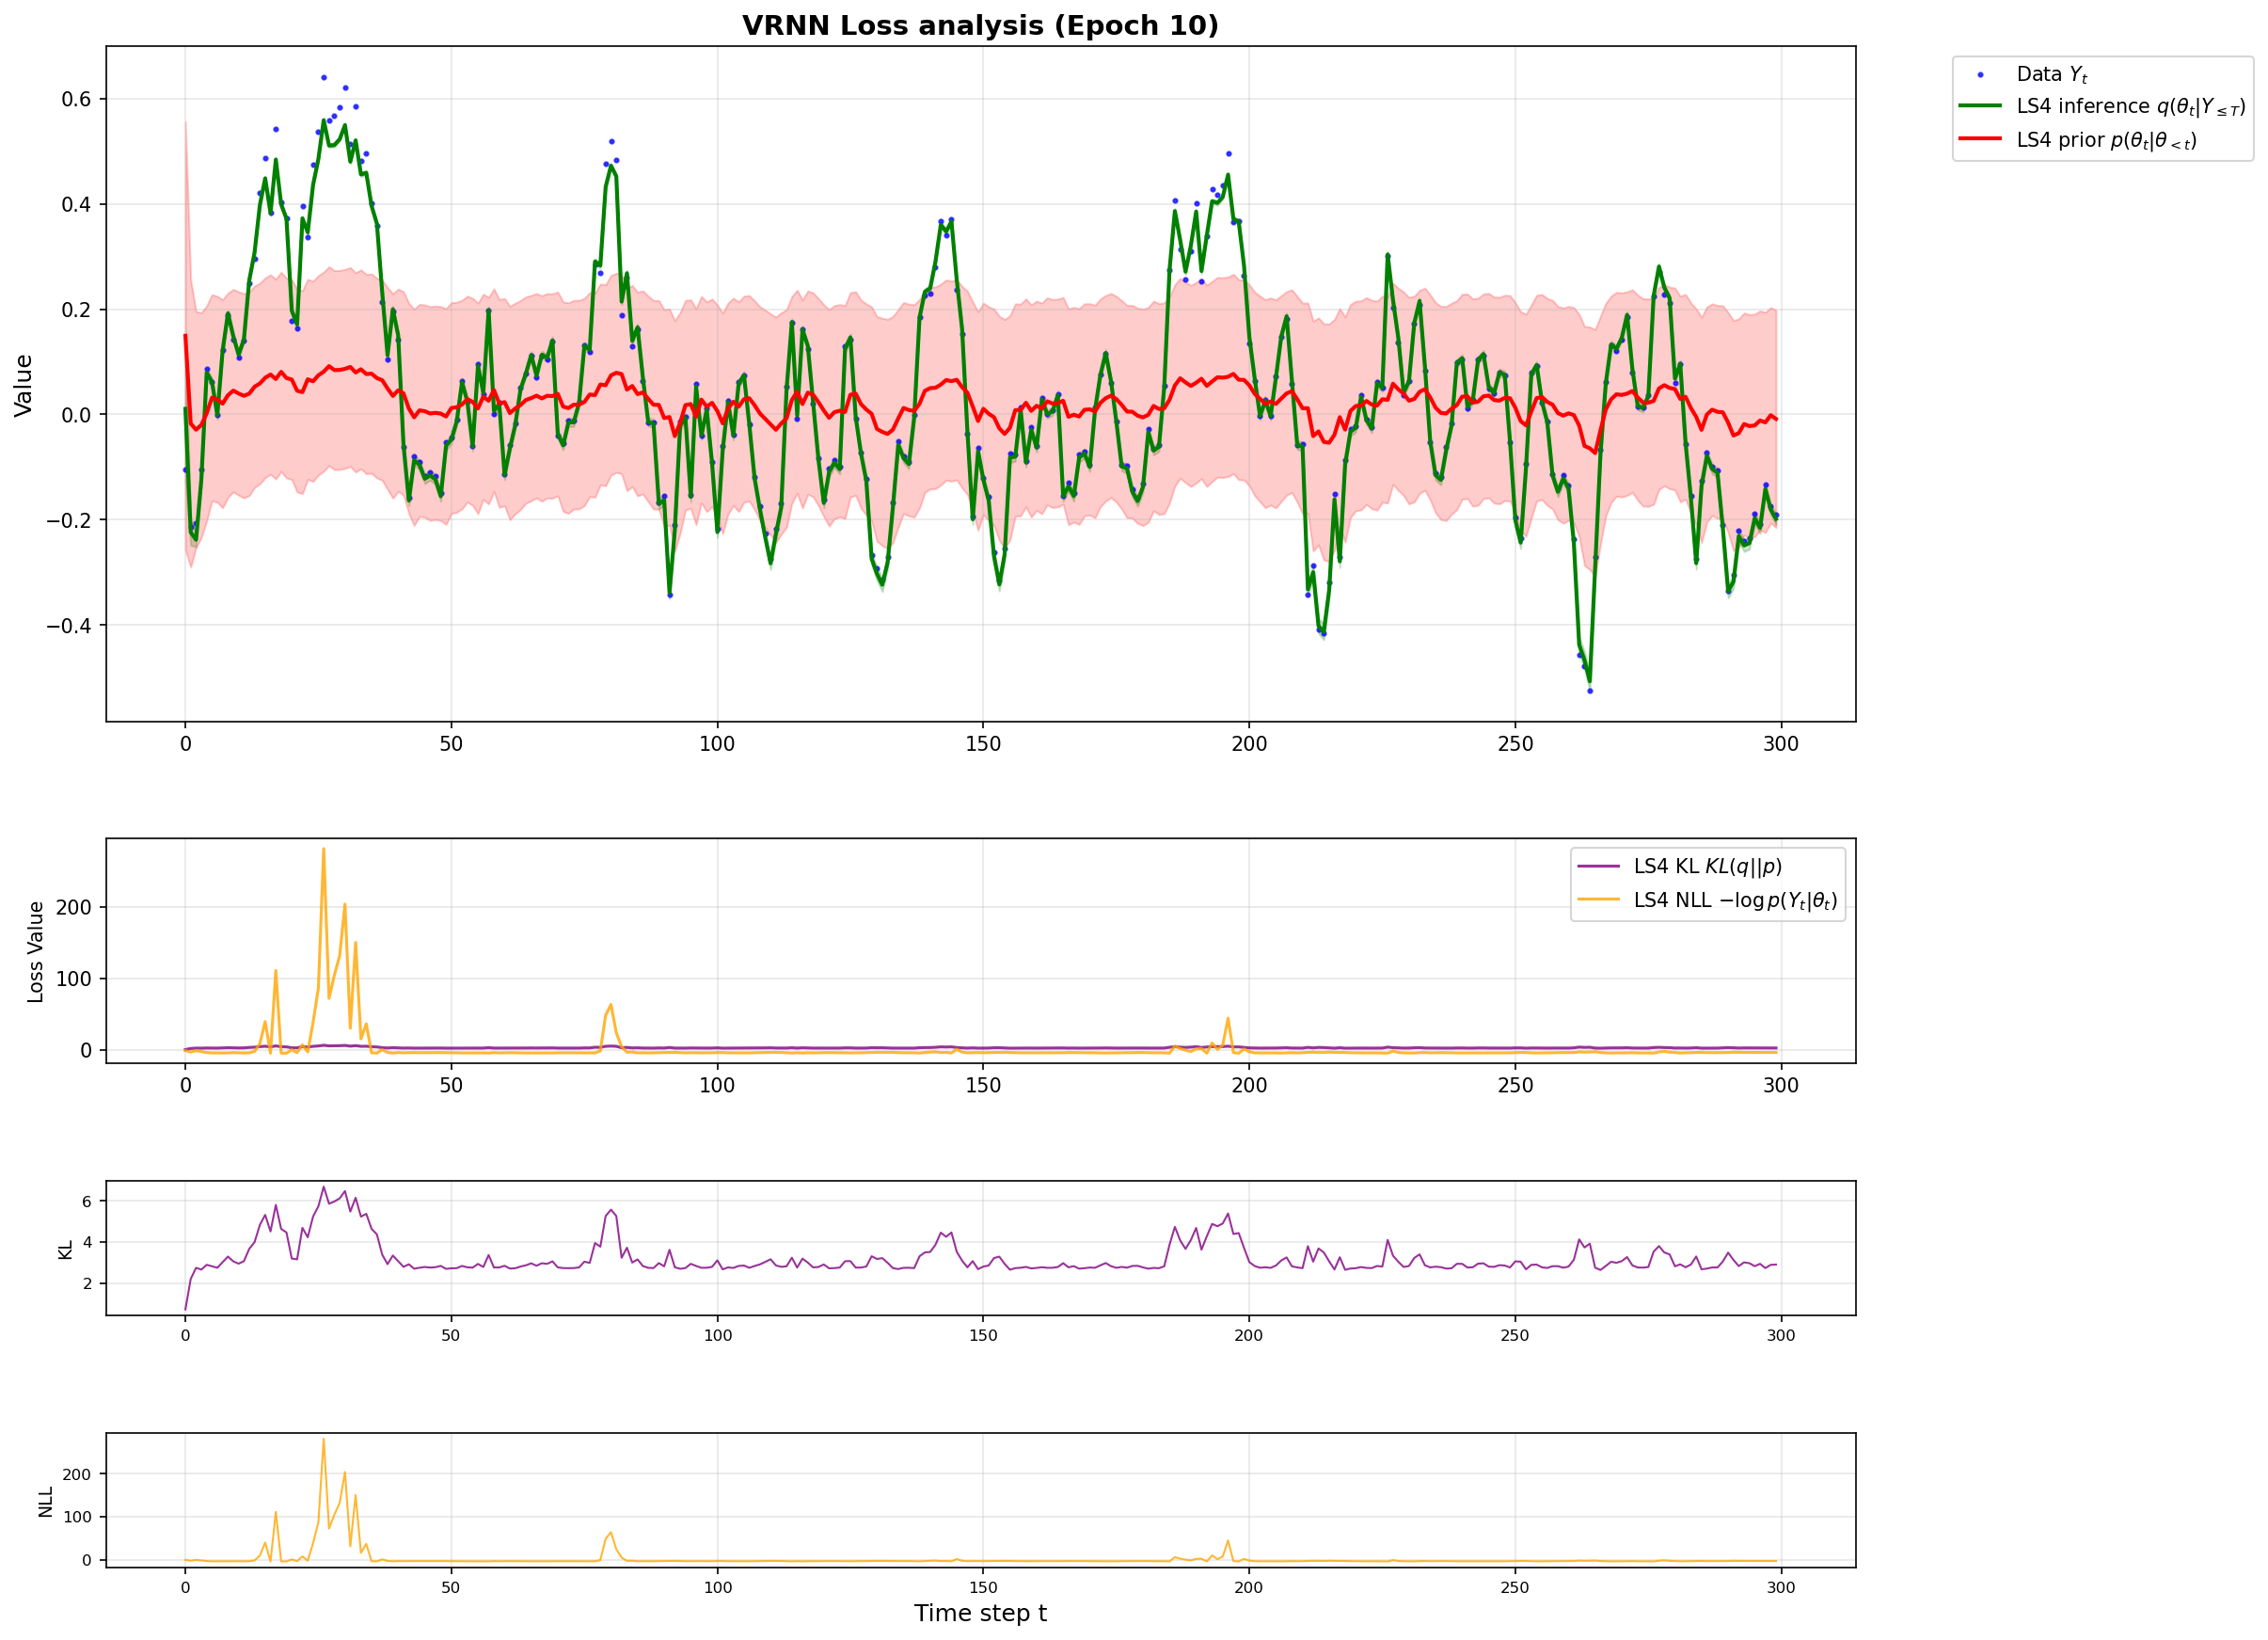 VRNN Loss analysis (Epoch 10)
Value
0.6
0.4
0.2
0.0
−0.2
−0.4
0 50 100 150 200 250 300
Data Y_t
LS4 inference q(θ_t|Y_{≤T})
LS4 prior p(θ_t|θ_{<t})
Loss Value
200
100
0
0 50 100 150 200 250 300
LS4 KL KL(q||p)
LS4 NLL −log p(Y_t|θ_t)
KL
6
4
2
0 50 100 150 200 250 300
NLL
200
100
0
0 50 100 150 200 250 300
Time step t